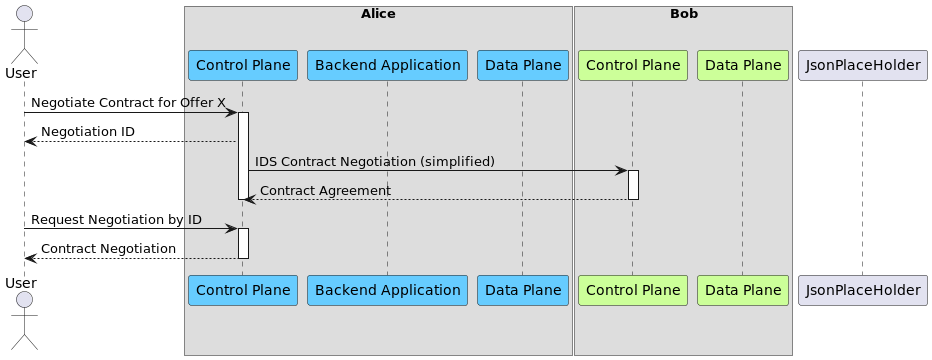 Alice
Bob
User
Control Plane
Backend Application
Data Plane
Control Plane
Data Plane
JsonPlaceHolder
Negotiate Contract for Offer X
Negotiation ID
IDS Contract Negotiation (simplified)
Contract Agreement
Request Negotiation by ID
Contract Negotiation
User
Control Plane
Backend Application
Data Plane
Control Plane
Data Plane
JsonPlaceHolder